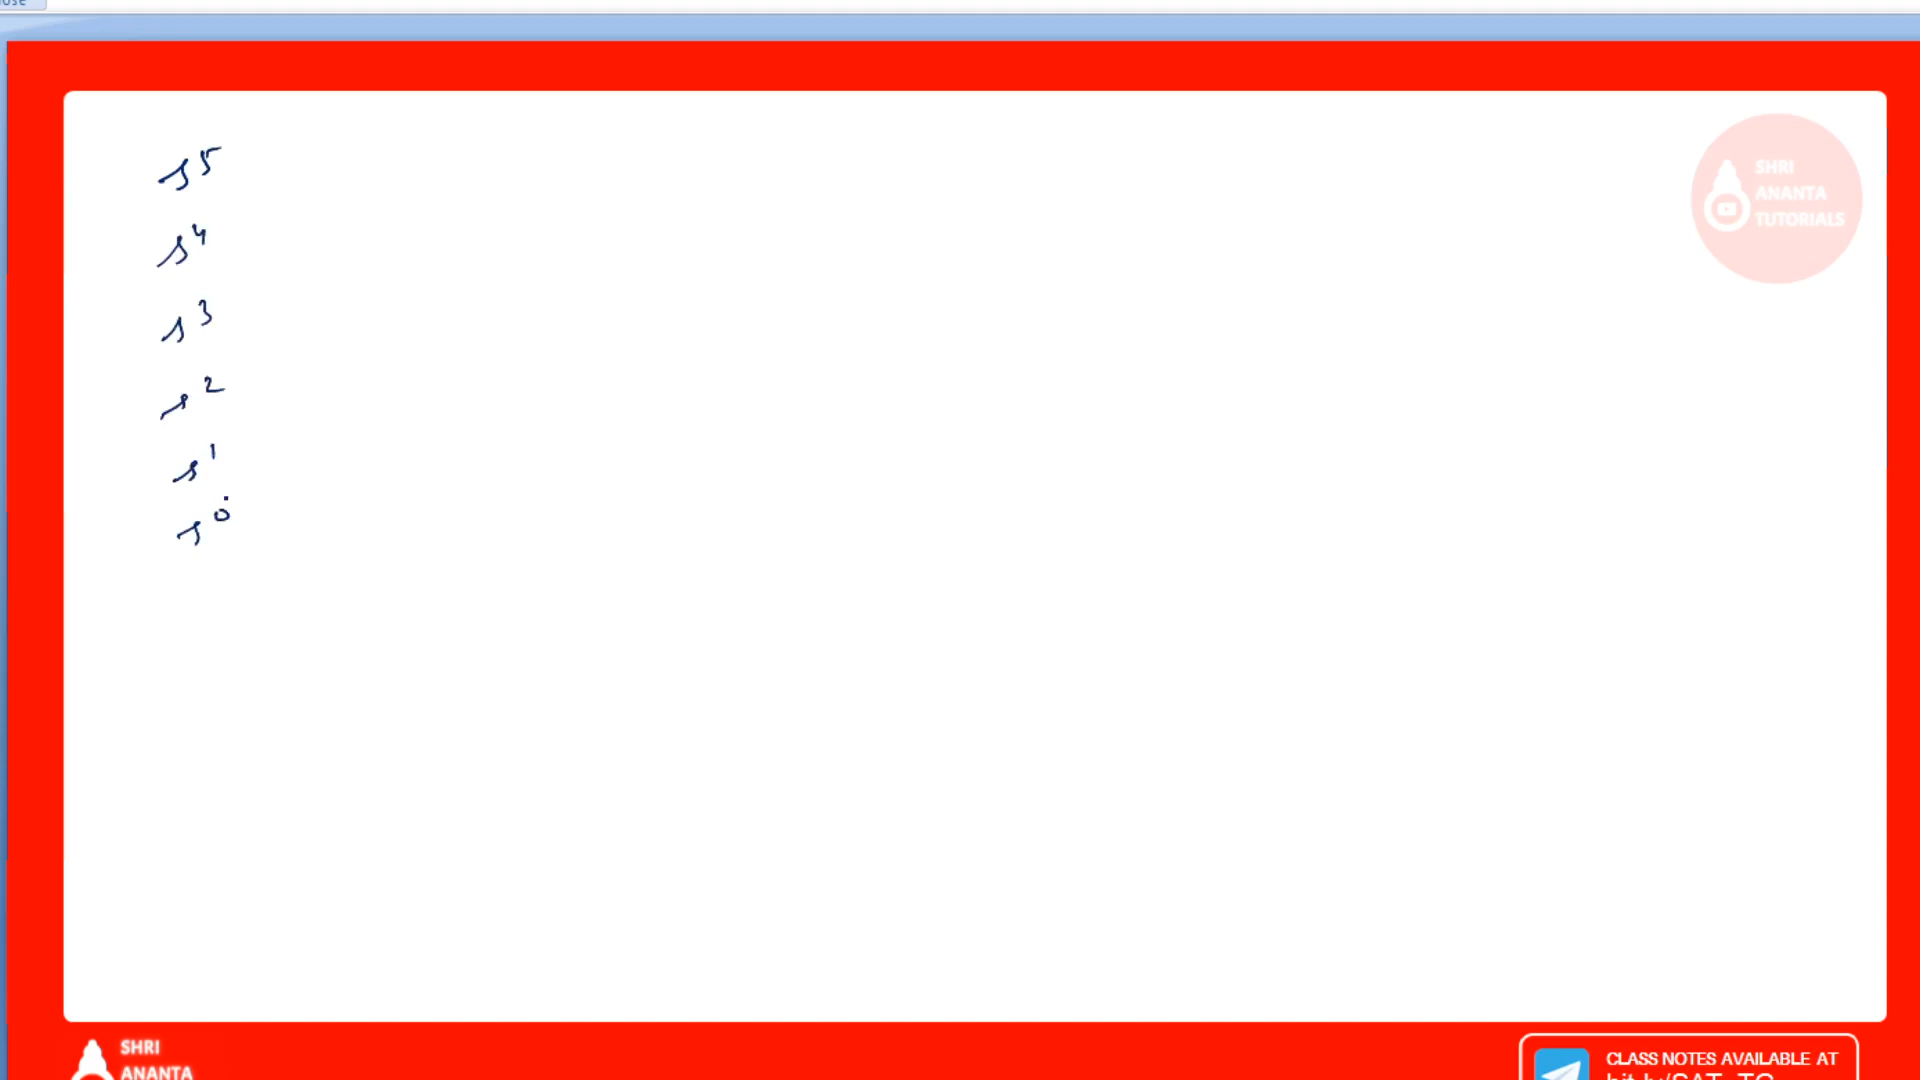 s⁵
SHRI
ANANTA
TUTORIALS
s⁴
s³
s²
s¹
s⁰
SHRI
ANANTA
CLASS NOTES AVAILABLE AT